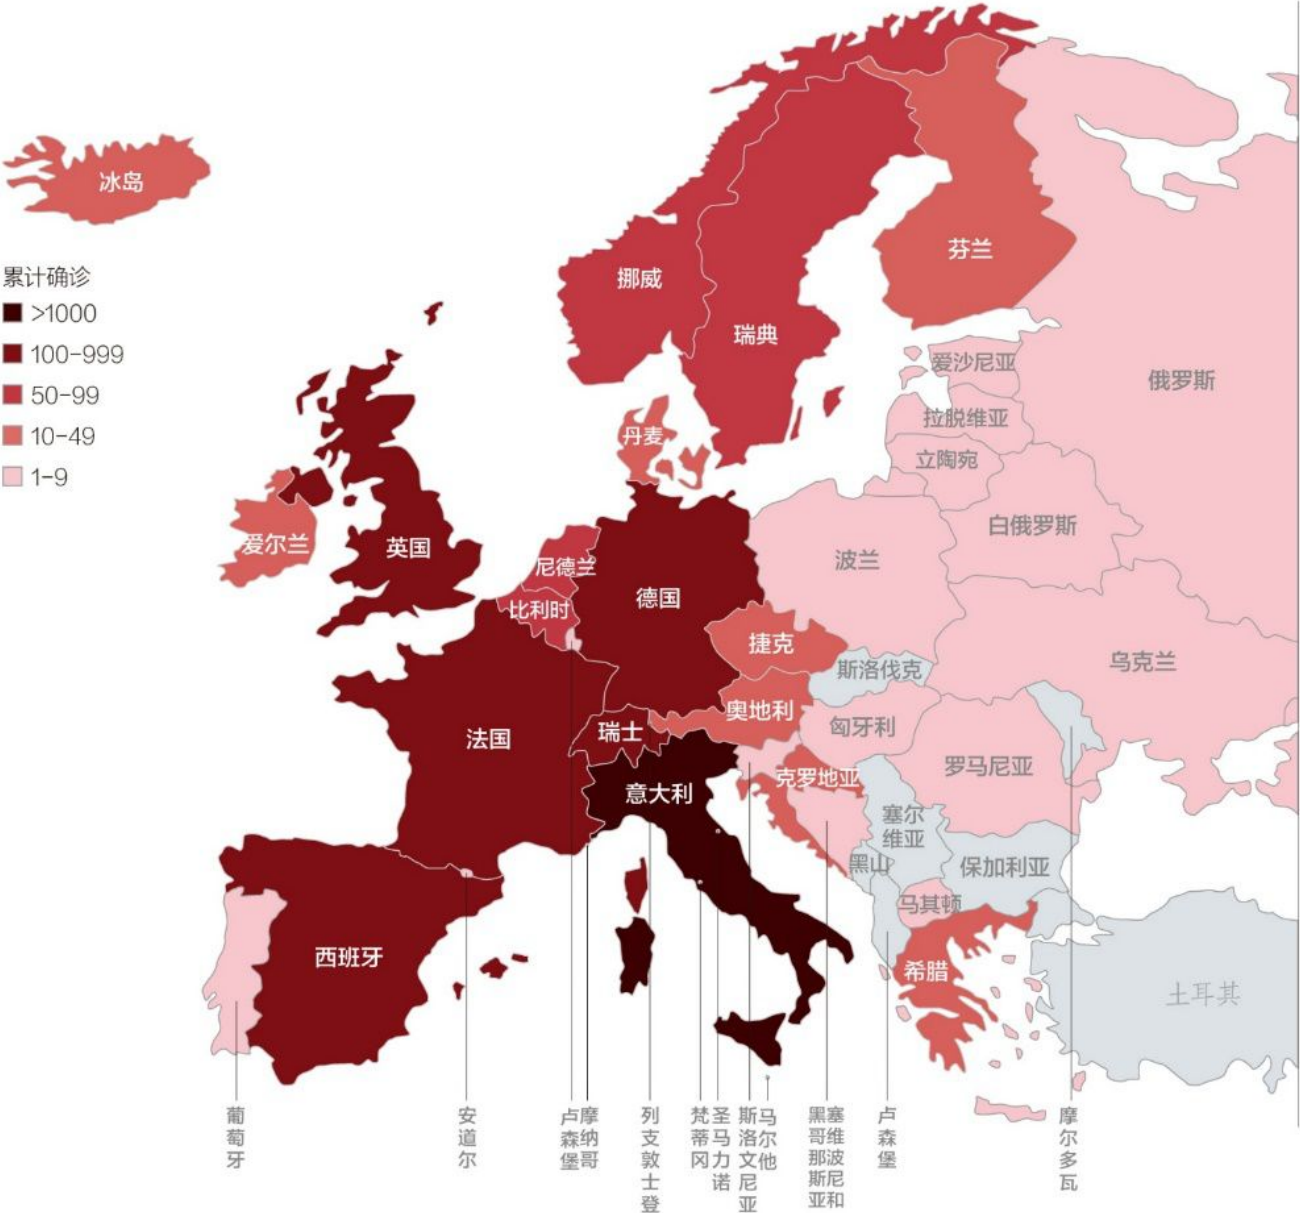 冰岛
累计确诊
>1000
100-999
50-99
10-49
1-9
挪威
瑞典
芬兰
俄罗斯
爱沙尼亚
拉脱维亚
立陶宛
白俄罗斯
丹麦
爱尔兰
英国
尼德兰
比利时
德国
波兰
捷克
斯洛伐克
乌克兰
奥地利
匈牙利
法国
瑞士
意大利
克罗地亚
罗马尼亚
塞尔
维亚
黑山
保加利亚
马其顿
西班牙
希腊
土耳其
葡萄牙
安道尔
卢森堡
摩纳哥
列支敦士登
梵蒂冈
圣马力诺
斯洛文尼亚
马尔他
黑哥那斯亚
塞维波尼和
卢森堡
摩尔多瓦